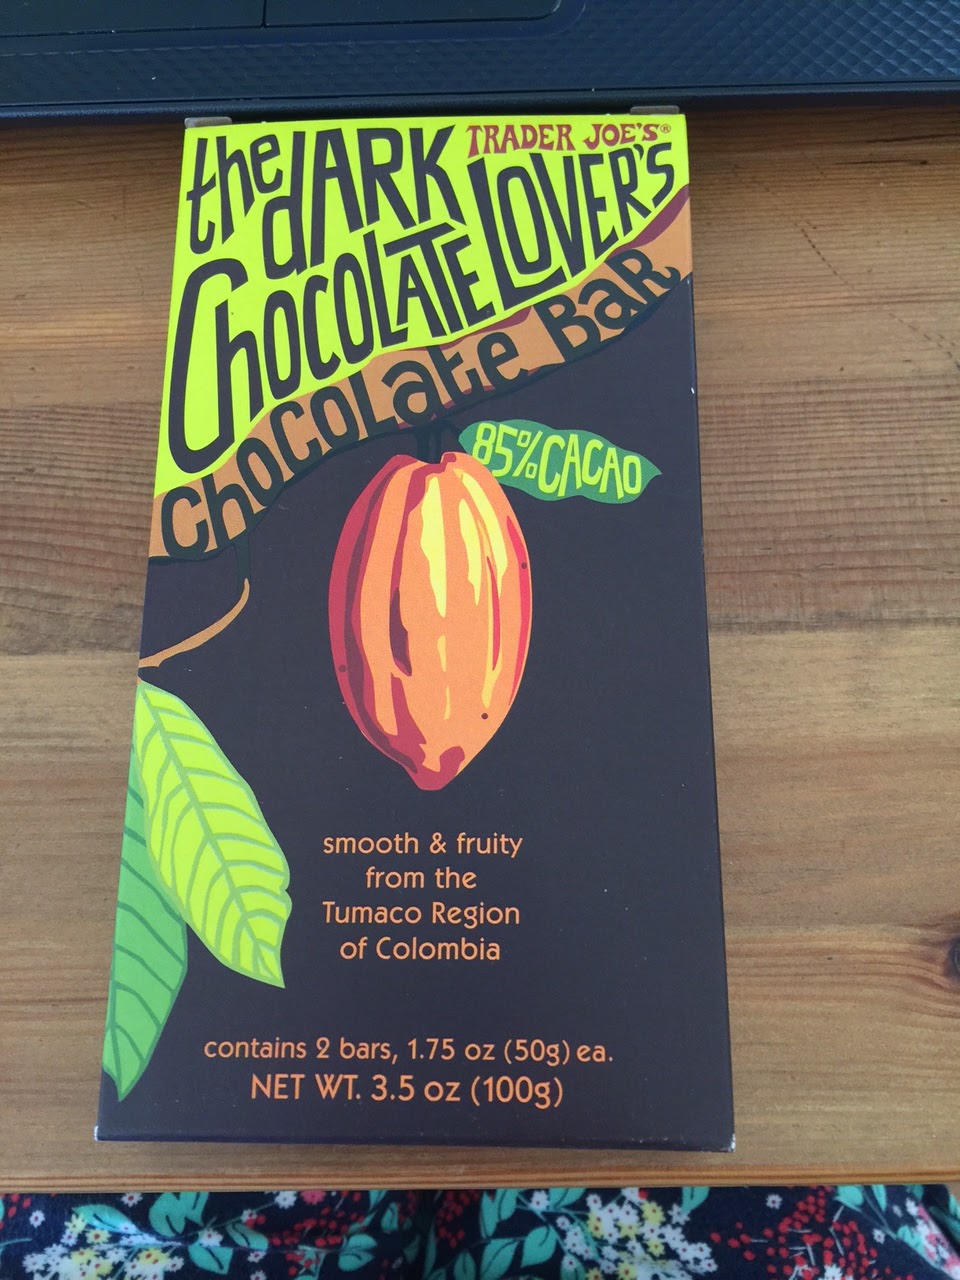 TRADER JOE'S®
the dARK
ChocoLATE LOVER'S
ChocoLate BaR
85% CACAO
smooth & fruity
from the
Tumaco Region
of Colombia
contains 2 bars, 1.75 oz (50g) ea.
NET WT. 3.5 oz (100g)